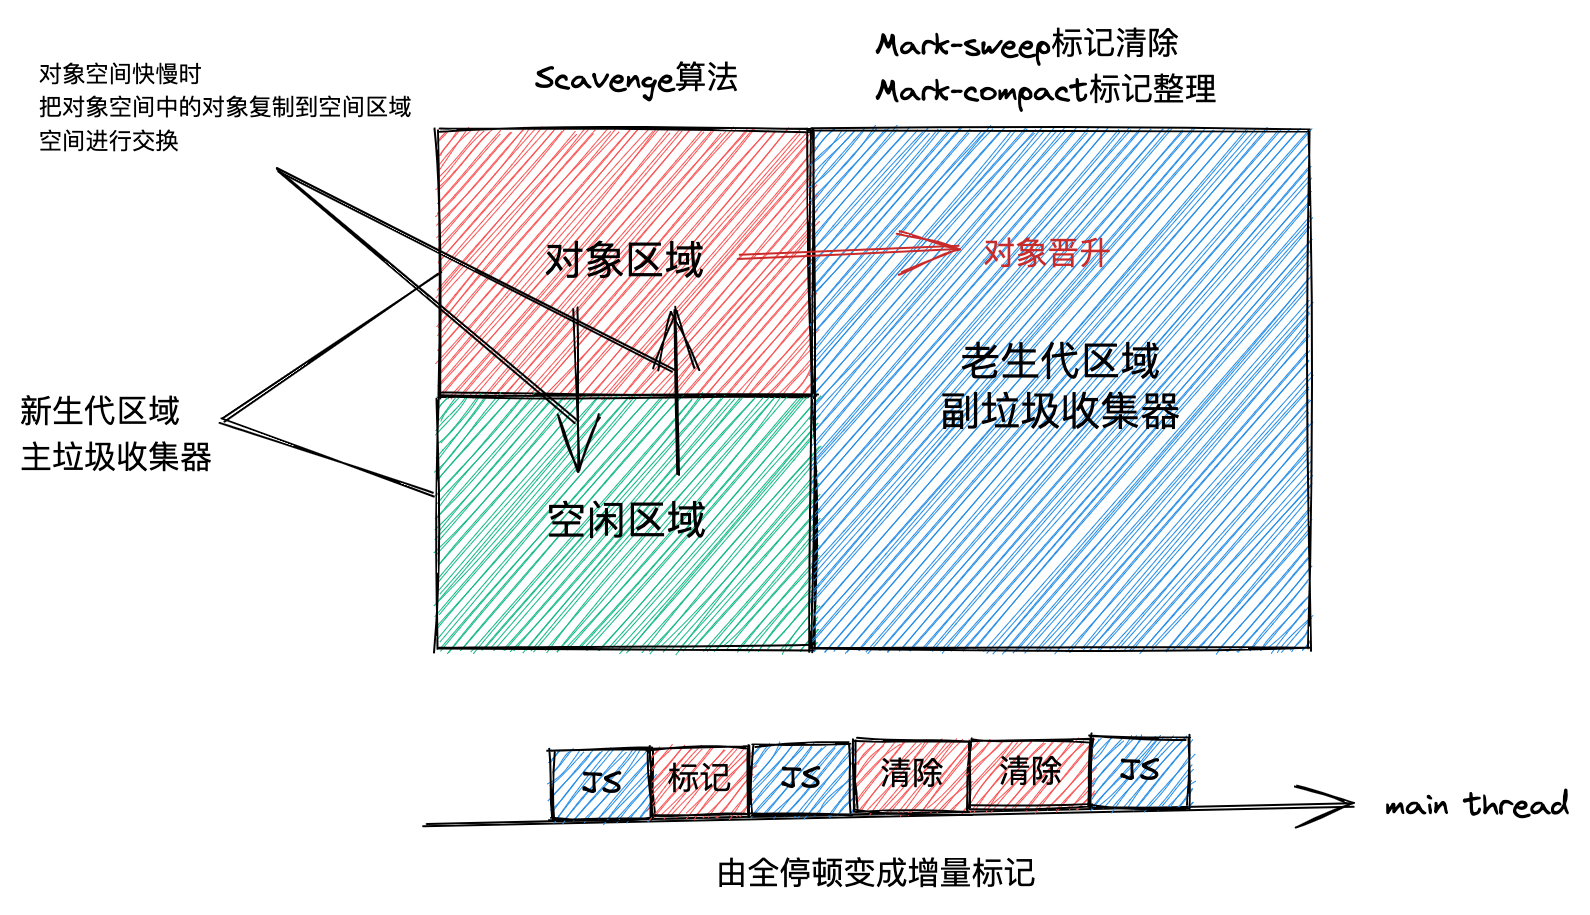 对象空间快慢时
把对象空间中的对象复制到空间区域
空间进行交换
Scavenge算法
Mark-sweep标记清除
Mark-compact标记整理
对象区域
对象晋升
老生代区域
副垃圾收集器
新生代区域
主垃圾收集器
空闲区域
JS
标记
JS
清除
清除
JS
main thread
由全停顿变成增量标记